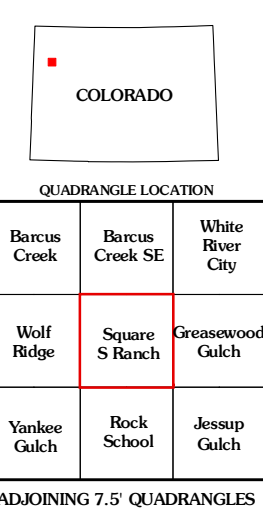 COLORADO
QUADRANGLE LOCATION
Barcus
Creek
Barcus
Creek SE
White
River
City
Wolf
Ridge
Square
S Ranch
Greasewood
Gulch
Yankee
Gulch
Rock
School
Jessup
Gulch
ADJOINING 7.5' QUADRANGLES